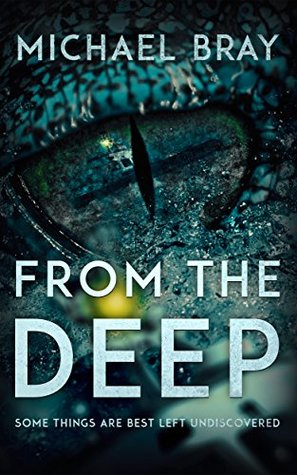 MICHAEL BRAY
FROM THE
DEEP
SOME THINGS ARE BEST LEFT UNDISCOVERED